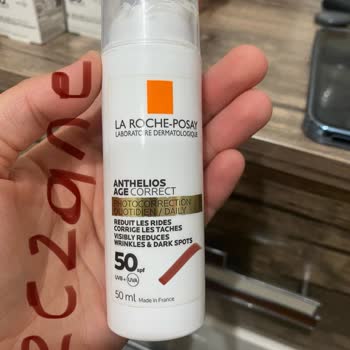 LA ROCHE-POSAY
LABORATOIRE DERMATOLOGIQUE
ANTHELIOS
AGE CORRECT
PHOTOCORRECTION
QUOTIDIEN / DAILY
RÉDUIT LES RIDES
CORRIGE LES TACHES
VISIBLY REDUCES
WRINKLES & DARK SPOTS
50 spf
UVB + UVA
50 ml Made in France